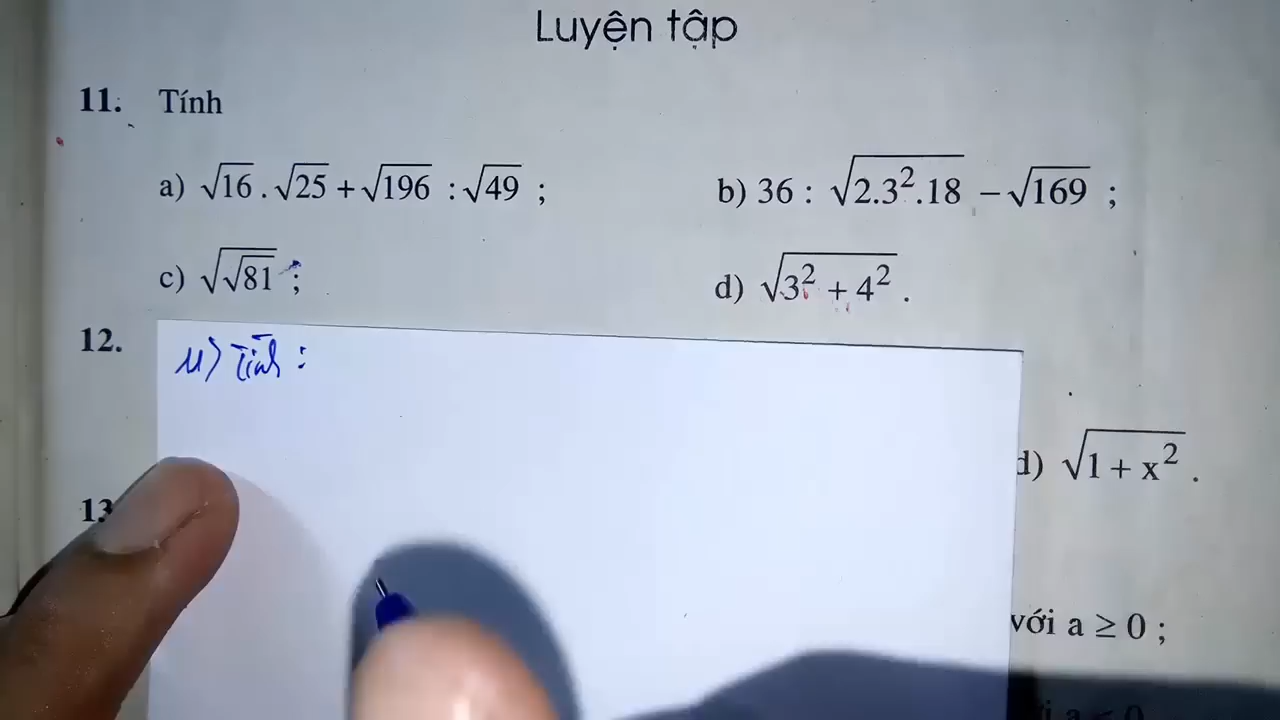 Luyện tập
11. Tính
a) √16 . √25 + √196 : √49 ;
b) 36 : √(2.3².18) − √169 ;
c) √√81 ;
d) √(3² + 4²) .
12.
11) Tính :
d) √(1 + x²) .
13
với a ≥ 0 ;